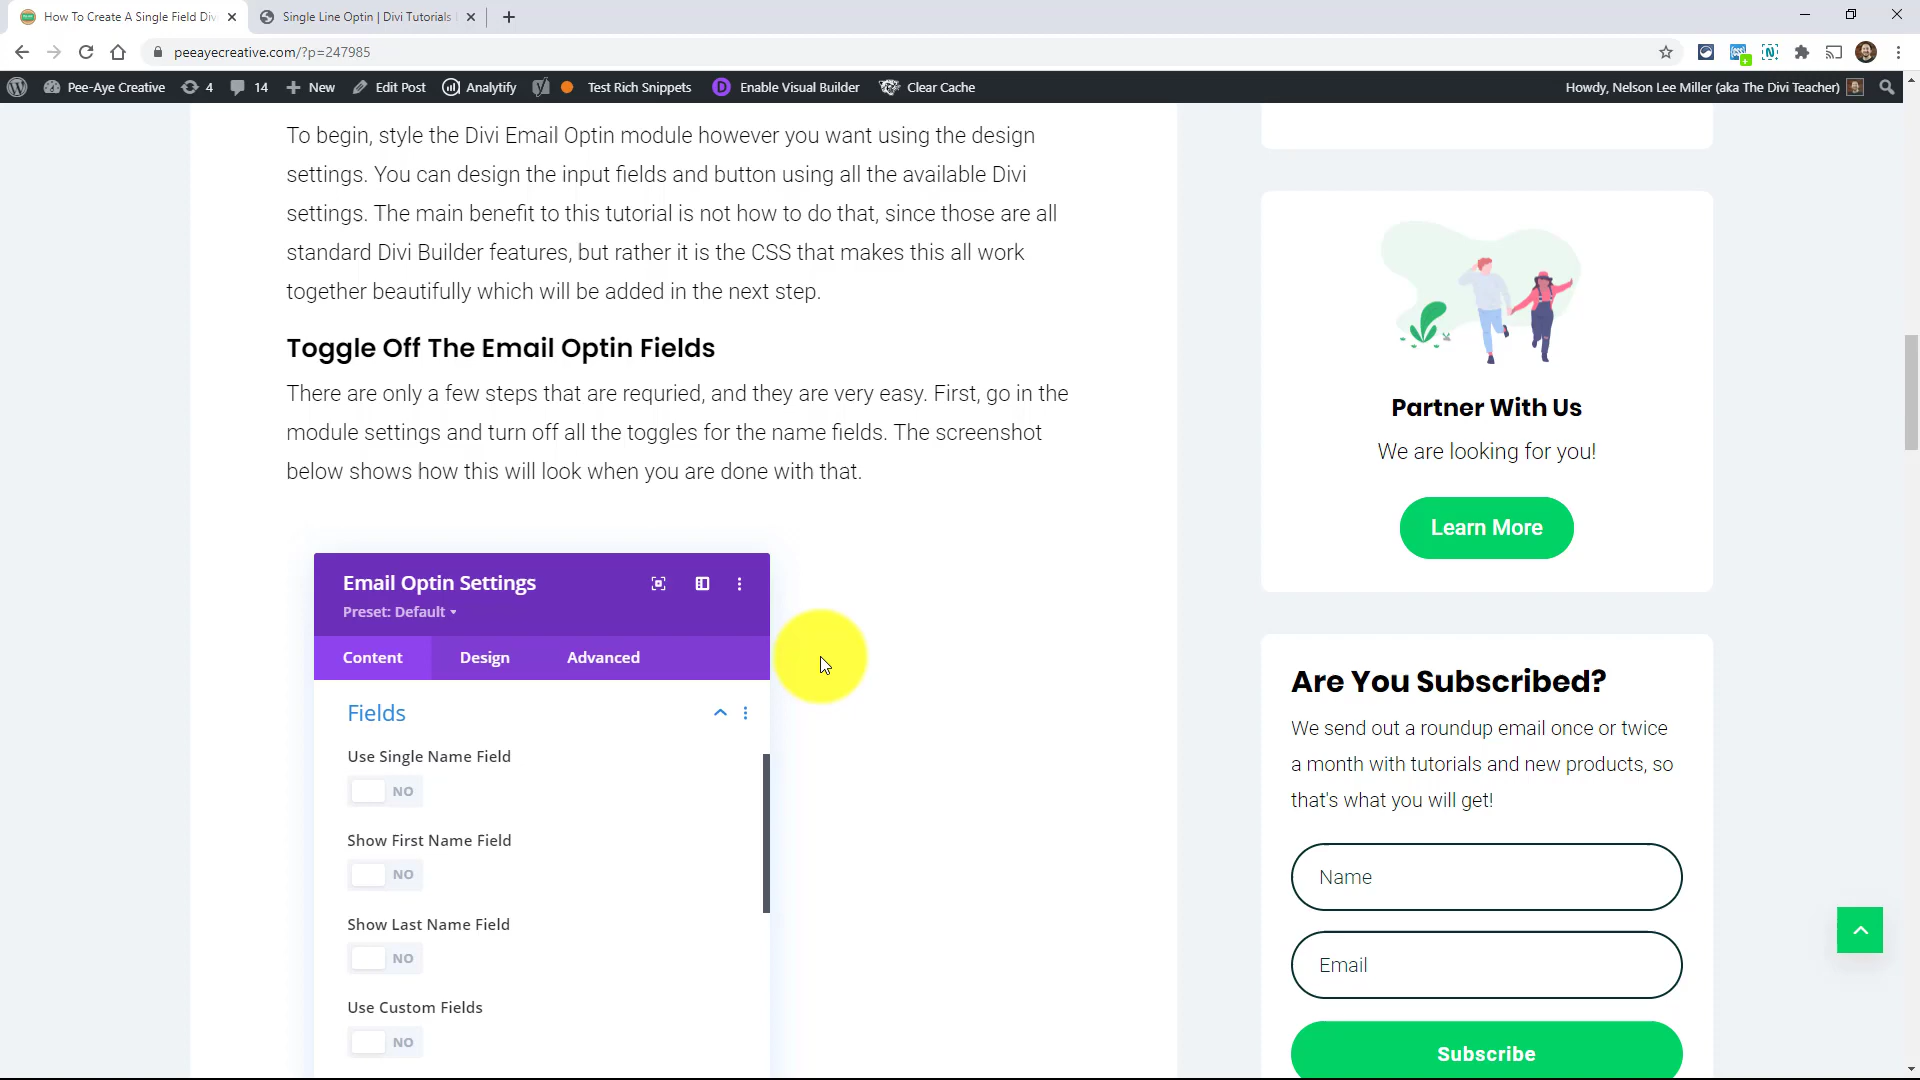 How To Create A Single Field Div
Single Line Optin | Divi Tutorials
peeayecreative.com/?p=247985
Pee-Aye Creative
4
14
New
Edit Post
Analytify
Test Rich Snippets
Enable Visual Builder
Clear Cache
Howdy, Nelson Lee Miller (aka The Divi Teacher)
To begin, style the Divi Email Optin module however you want using the design
settings. You can design the input fields and button using all the available Divi
settings. The main benefit to this tutorial is not how to do that, since those are all
standard Divi Builder features, but rather it is the CSS that makes this all work
together beautifully which will be added in the next step.
Toggle Off The Email Optin Fields
There are only a few steps that are requried, and they are very easy. First, go in the
module settings and turn off all the toggles for the name fields. The screenshot
below shows how this will look when you are done with that.
Email Optin Settings
Preset: Default
Content
Design
Advanced
Fields
Use Single Name Field
NO
Show First Name Field
NO
Show Last Name Field
NO
Use Custom Fields
NO
Partner With Us
We are looking for you!
Learn More
Are You Subscribed?
We send out a roundup email once or twice
a month with tutorials and new products, so
that's what you will get!
Name
Email
Subscribe